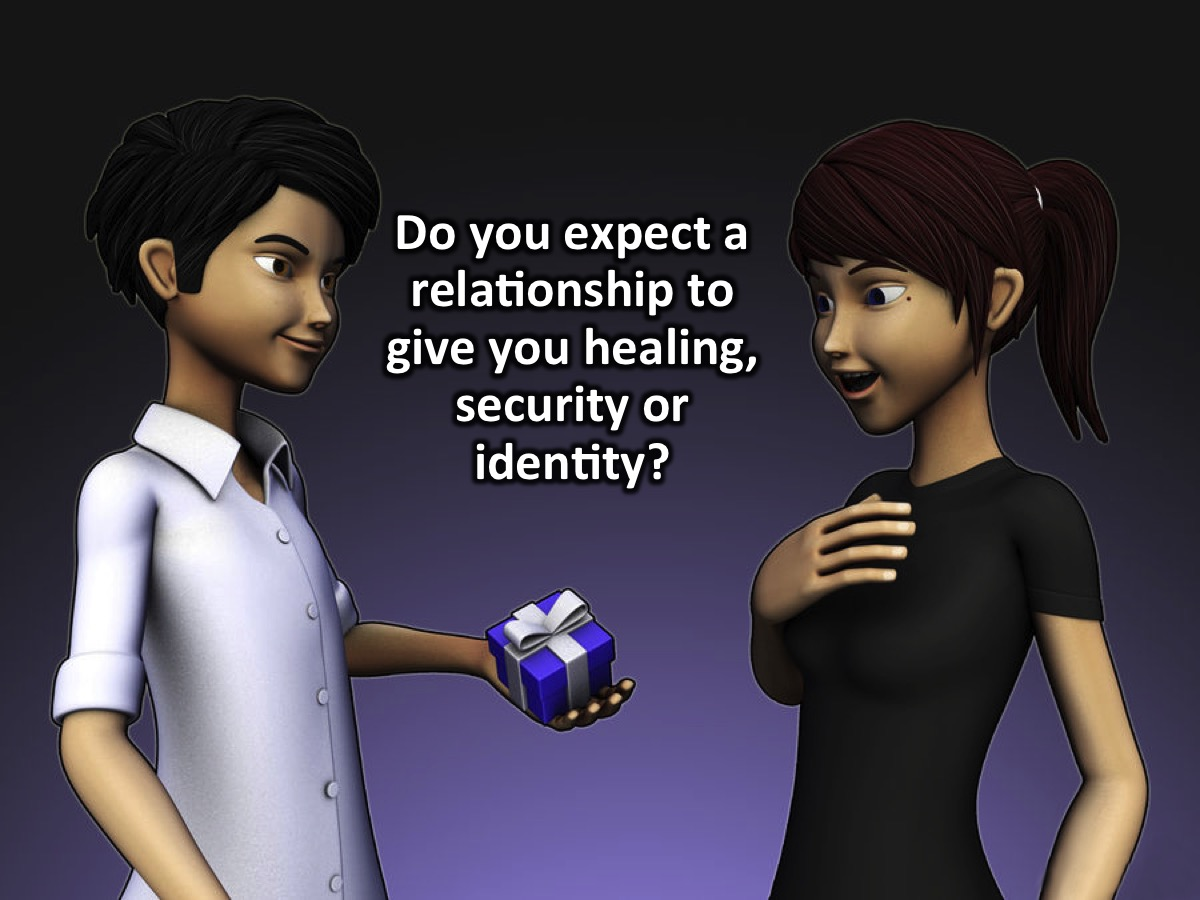 Do you expect a
relationship to
give you healing,
security or
identity?